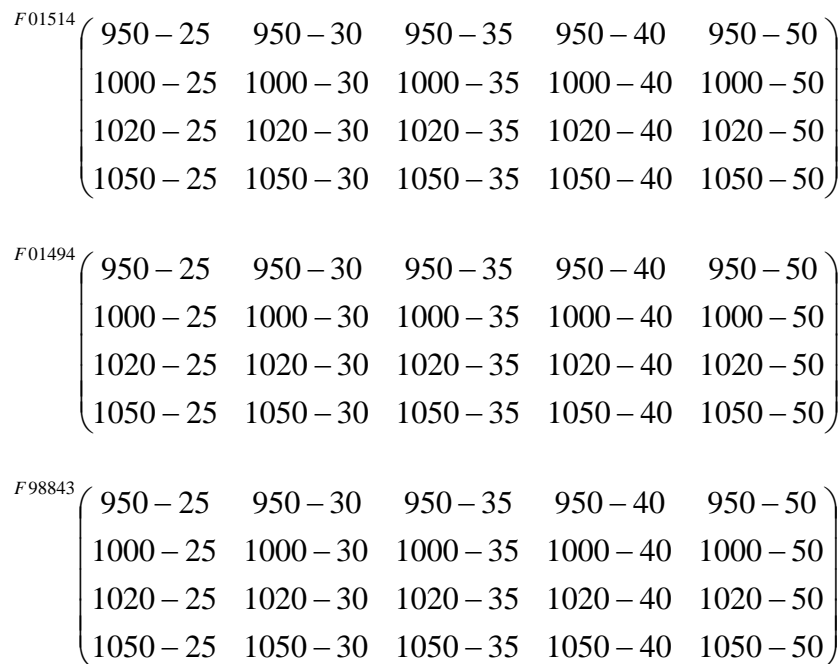 F01514
950 – 25 950 – 30 950 – 35 950 – 40 950 – 50
1000 – 25 1000 – 30 1000 – 35 1000 – 40 1000 – 50
1020 – 25 1020 – 30 1020 – 35 1020 – 40 1020 – 50
1050 – 25 1050 – 30 1050 – 35 1050 – 40 1050 – 50
F01494
950 – 25 950 – 30 950 – 35 950 – 40 950 – 50
1000 – 25 1000 – 30 1000 – 35 1000 – 40 1000 – 50
1020 – 25 1020 – 30 1020 – 35 1020 – 40 1020 – 50
1050 – 25 1050 – 30 1050 – 35 1050 – 40 1050 – 50
F98843
950 – 25 950 – 30 950 – 35 950 – 40 950 – 50
1000 – 25 1000 – 30 1000 – 35 1000 – 40 1000 – 50
1020 – 25 1020 – 30 1020 – 35 1020 – 40 1020 – 50
1050 – 25 1050 – 30 1050 – 35 1050 – 40 1050 – 50